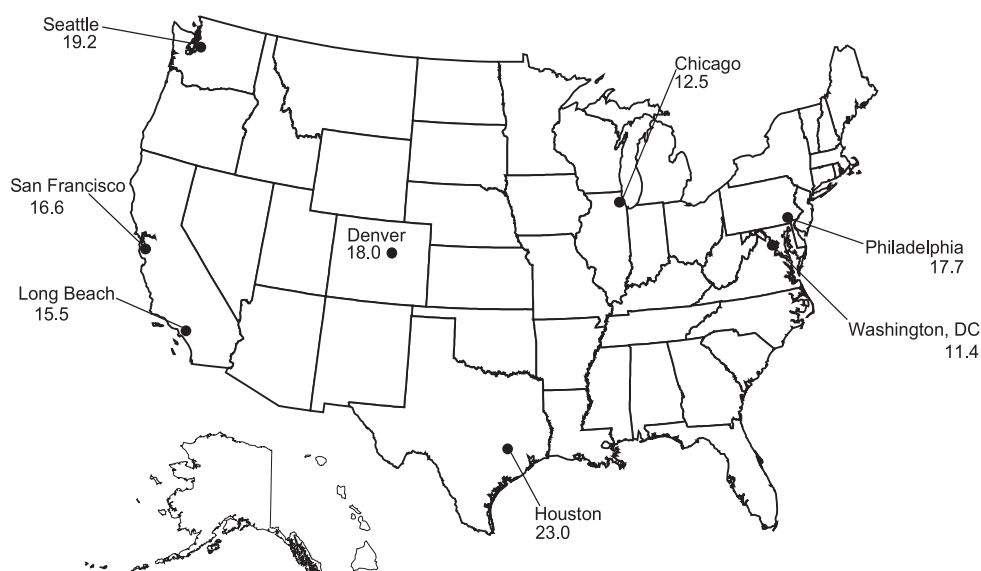 Seattle
19.2
Chicago
12.5
San Francisco
16.6
Denver
18.0
Philadelphia
17.7
Long Beach
15.5
Washington, DC
11.4
Houston
23.0